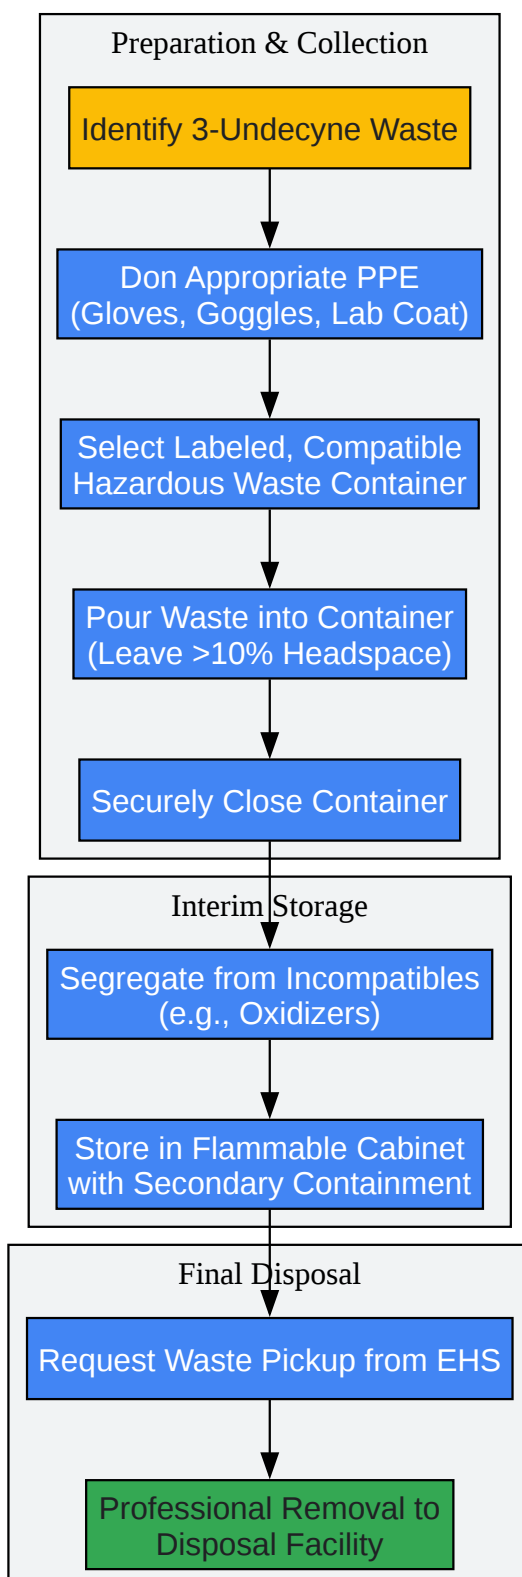 Preparation & Collection
Identify 3-Undecyne Waste
Don Appropriate PPE
(Gloves, Goggles, Lab Coat)
Select Labeled, Compatible
Hazardous Waste Container
Pour Waste into Container
(Leave >10% Headspace)
Securely Close Container
Interim Storage
Segregate from Incompatibles
(e.g., Oxidizers)
Store in Flammable Cabinet
with Secondary Containment
Final Disposal
Request Waste Pickup from EHS
Professional Removal to
Disposal Facility